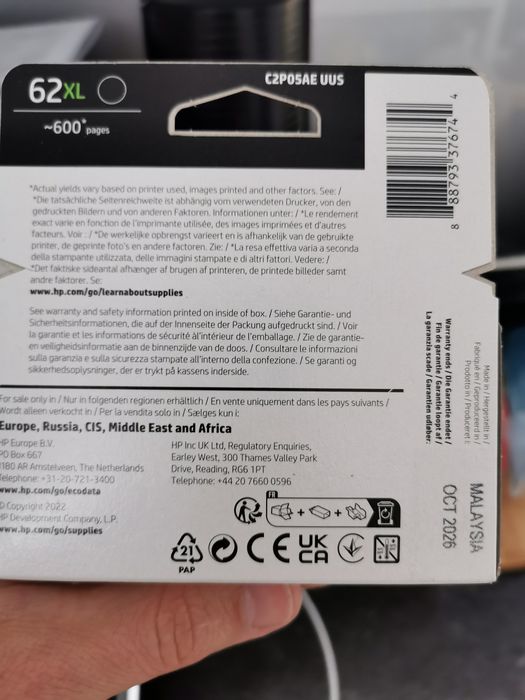 62XL
~600* pages
C2P05AE UUS
8 88793 37674 4
*Actual yields vary based on printer used, images printed and other factors. See: /
*Die tatsächliche Seitenreichweite ist abhängig vom verwendeten Drucker, von den
gedruckten Bildern und von anderen Faktoren. Informationen unter: / *Le rendement
exact varie en fonction de l'imprimante utilisée, des images imprimées et d'autres
facteurs. Voir : / *De werkelijke opbrengst varieert en is afhankelijk van de gebruikte
printer, de geprinte foto's en andere factoren. Zie: / *La resa effettiva varia a seconda
della stampante utilizzata, delle immagini stampate e di altri fattori. Vedere: /
*Det faktiske sideantal afhænger af brugen af printeren, de printede billeder samt
andre faktorer. Se:
www.hp.com/go/learnaboutsupplies
See warranty and safety information printed on inside of box. / Siehe Garantie- und
Sicherheitsinformationen, die auf der Innenseite der Packung aufgedruckt sind. / Voir
la garantie et les informations de sécurité à l'intérieur de l'emballage. / Zie de garantie-
en veiligheidsinformatie aan de binnenzijde van de doos. / Consultare le informazioni
sulla garanzia e sulla sicurezza stampate all'interno della confezione. / Se garanti og
sikkerhedsoplysninger, der er trykt på kassens inderside.
For sale only in / Nur in folgenden regionen erhältlich / En vente uniquement dans les pays suivants /
Wordt alleen verkocht in / Per la vendita solo in / Sælges kun i:
Europe, Russia, CIS, Middle East and Africa
HP Europe B.V.
PO Box 667
1180 AR Amstelveen, The Netherlands
Telephone: +31-20-721-3400
www.hp.com/go/ecodata
© Copyright 2022
HP Development Company, L.P.
www.hp.com/go/supplies
HP Inc UK Ltd, Regulatory Enquiries,
Earley West, 300 Thames Valley Park
Drive, Reading, RG6 1PT
Telephone: +44 20 7660 0596
FR
21
PAP
CE
UK
CA
Made in / Hergestellt in /
Fabriqué en / Geproduceerd in /
Prodotto in / Produceret i:
MALAYSIA
Warranty ends / Die Garantie endet /
Fin de garantie / Garantie loopt af /
La garanzia scade / Garantien udløber:
OCT 2026